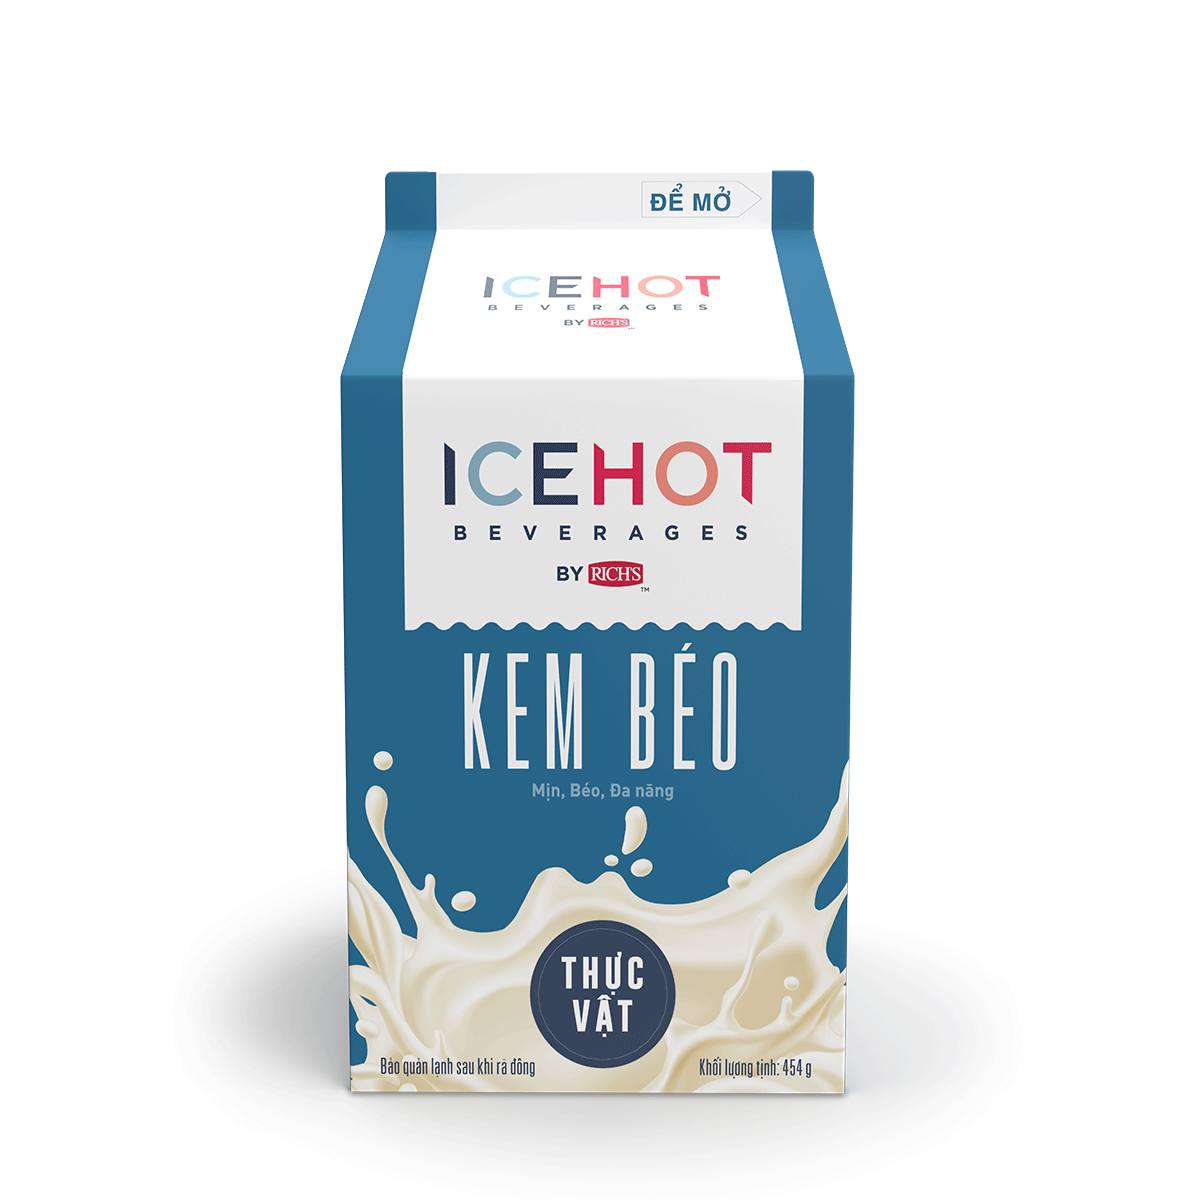 ĐỂ MỞ
ICEHOT
BEVERAGES
BY RICH'S
ICEHOT
BEVERAGES
BY RICH'S™
KEM BÉO
Mịn, Béo, Đa năng
THỰC
VẬT
Bảo quản lạnh sau khi rã đông
Khối lượng tịnh: 454 g